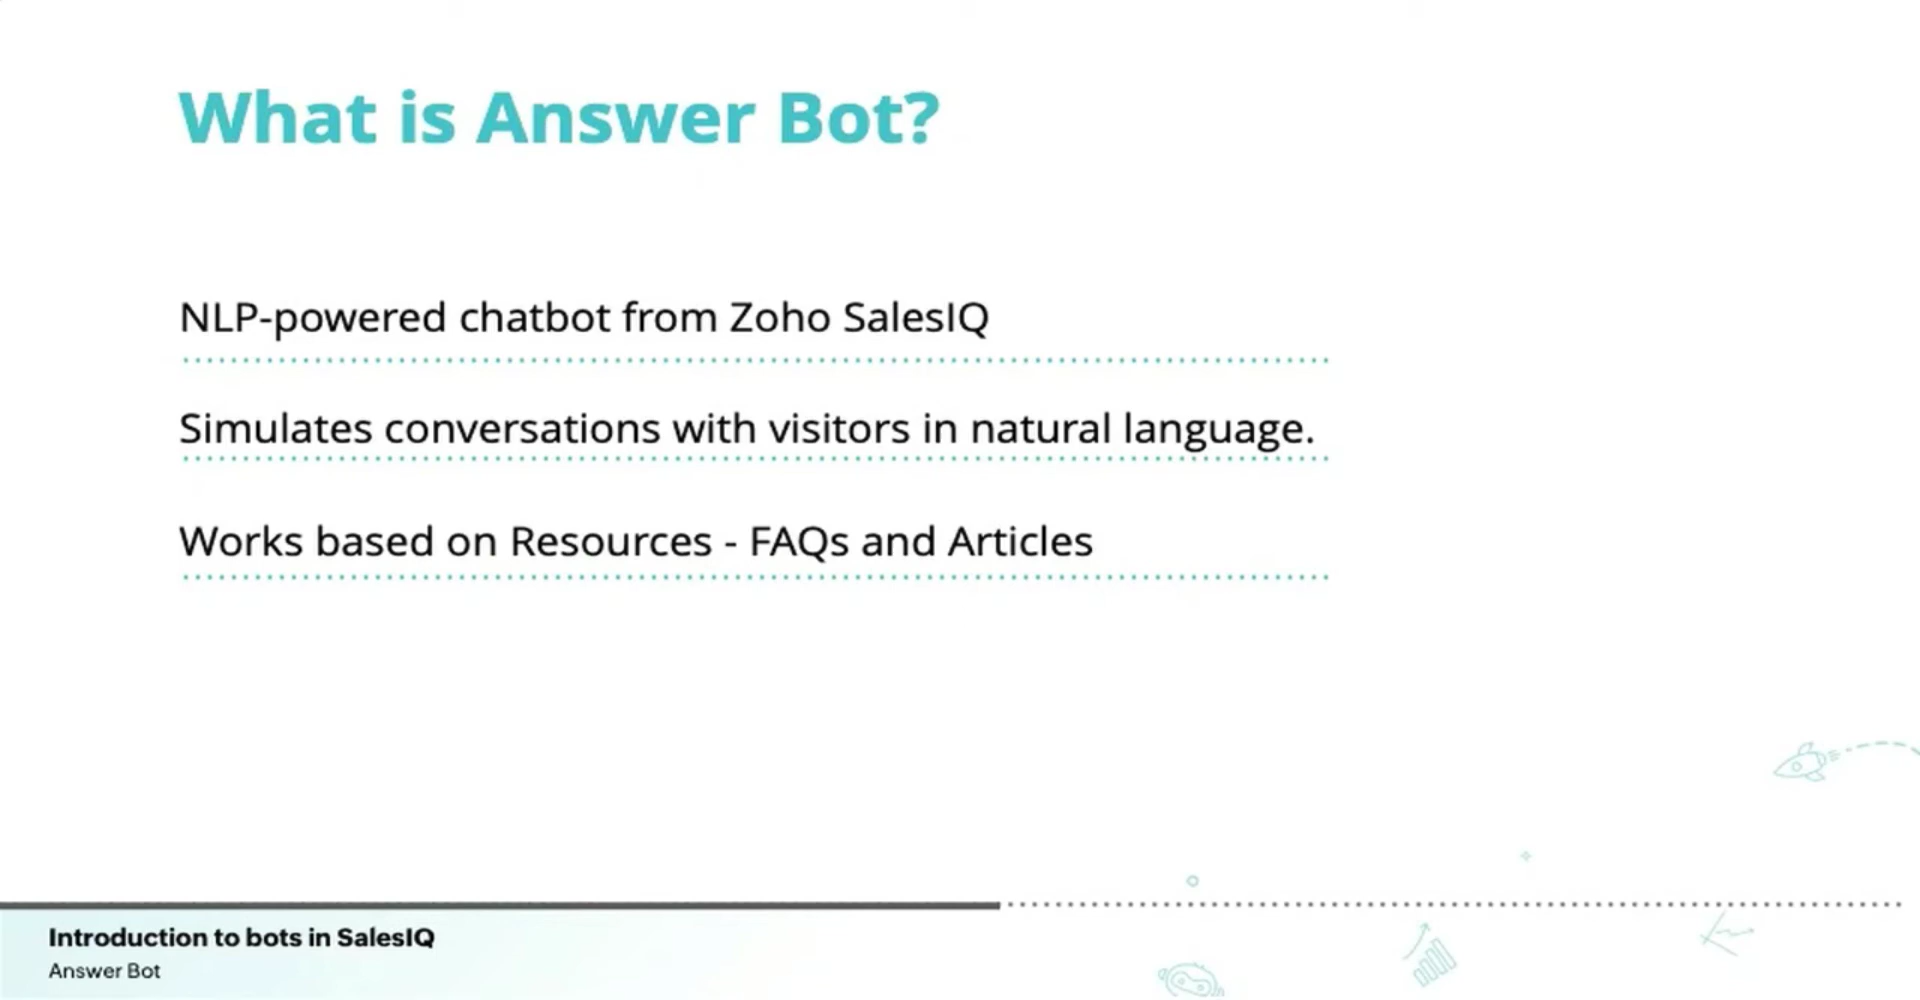 What is Answer Bot?
NLP-powered chatbot from Zoho SalesIQ
Simulates conversations with visitors in natural language.
Works based on Resources - FAQs and Articles
Introduction to bots in SalesIQ
Answer Bot